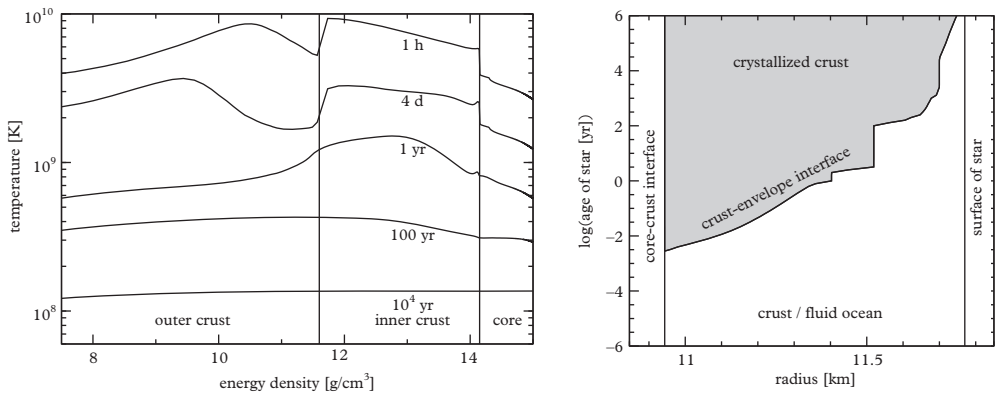 10^10
10^9
10^8
temperature [K]
1 h
4 d
1 yr
100 yr
10^4 yr
outer crust
inner crust
core
8
10
12
14
energy density [g/cm^3]
6
4
2
0
−2
−4
−6
log(age of star [yr])
core-crust interface
crystallized crust
crust-envelope interface
surface of star
crust / fluid ocean
11
11.5
radius [km]